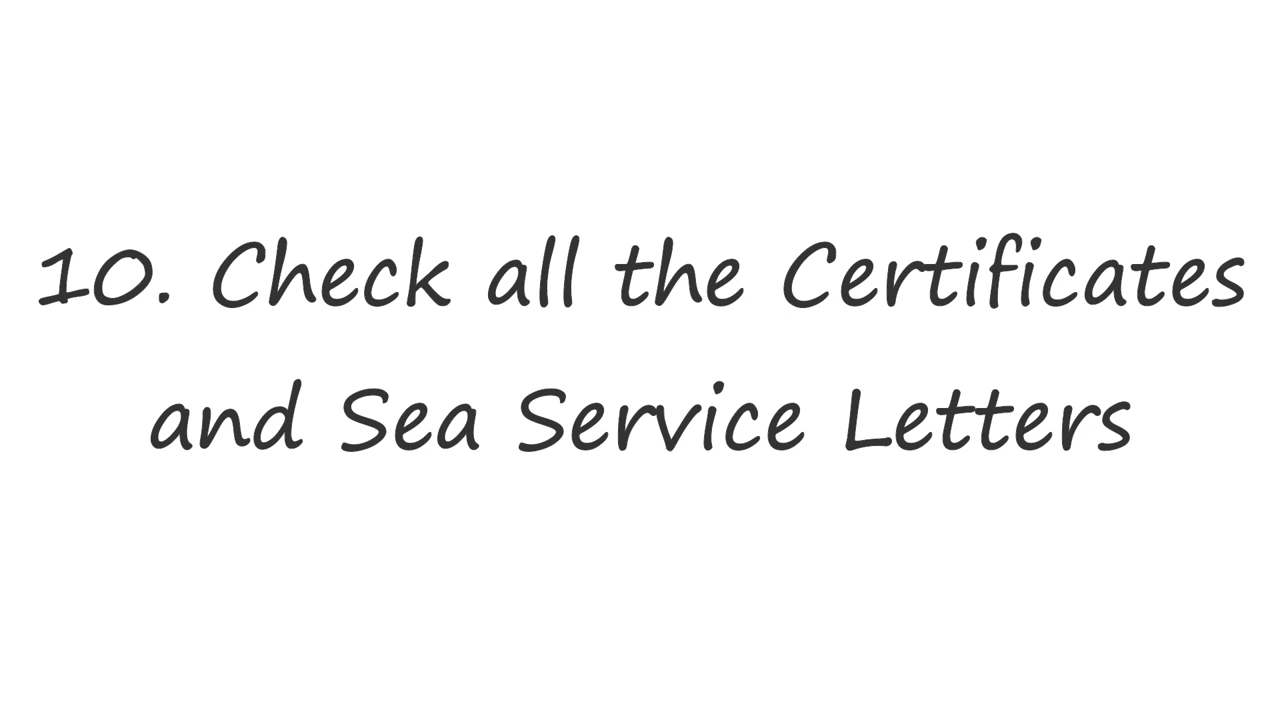 10. Check all the Certificates
and Sea Service Letters